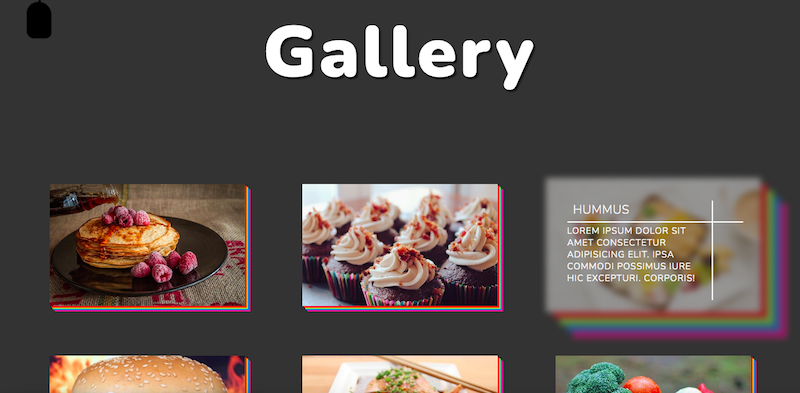 Gallery
HUMMUS
LOREM IPSUM DOLOR SIT
AMET CONSECTETUR
ADIPISICING ELIT. IPSA
COMMODI POSSIMUS IURE
HIC EXCEPTURI. CORPORIS!